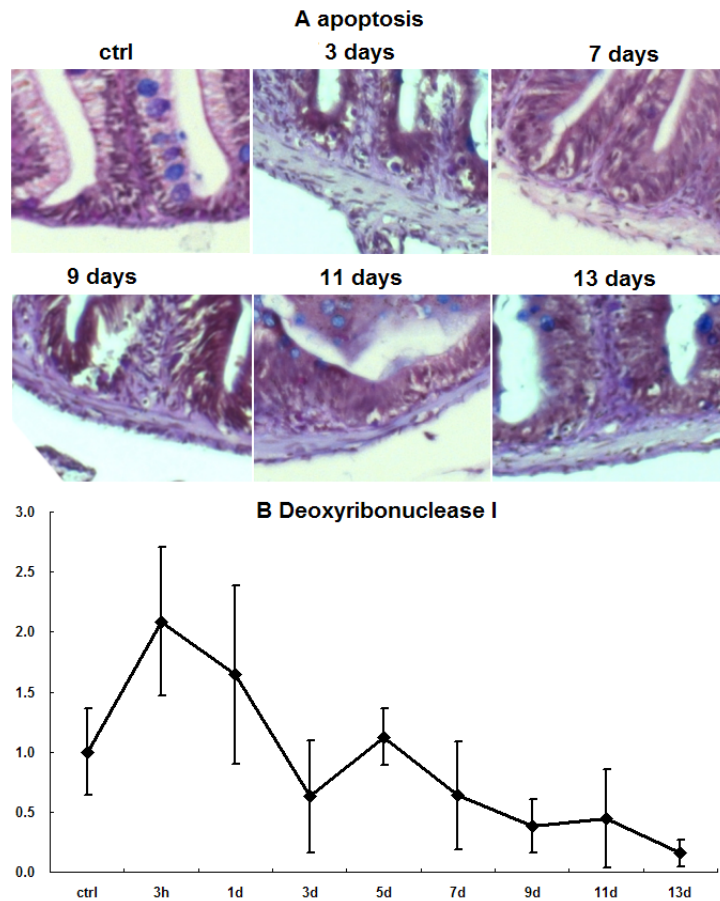 A apoptosis
ctrl
3 days
7 days
9 days
11 days
13 days
B Deoxyribonuclease I
3.0
2.5
2.0
1.5
1.0
0.5
0.0
ctrl 3h 1d 3d 5d 7d 9d 11d 13d